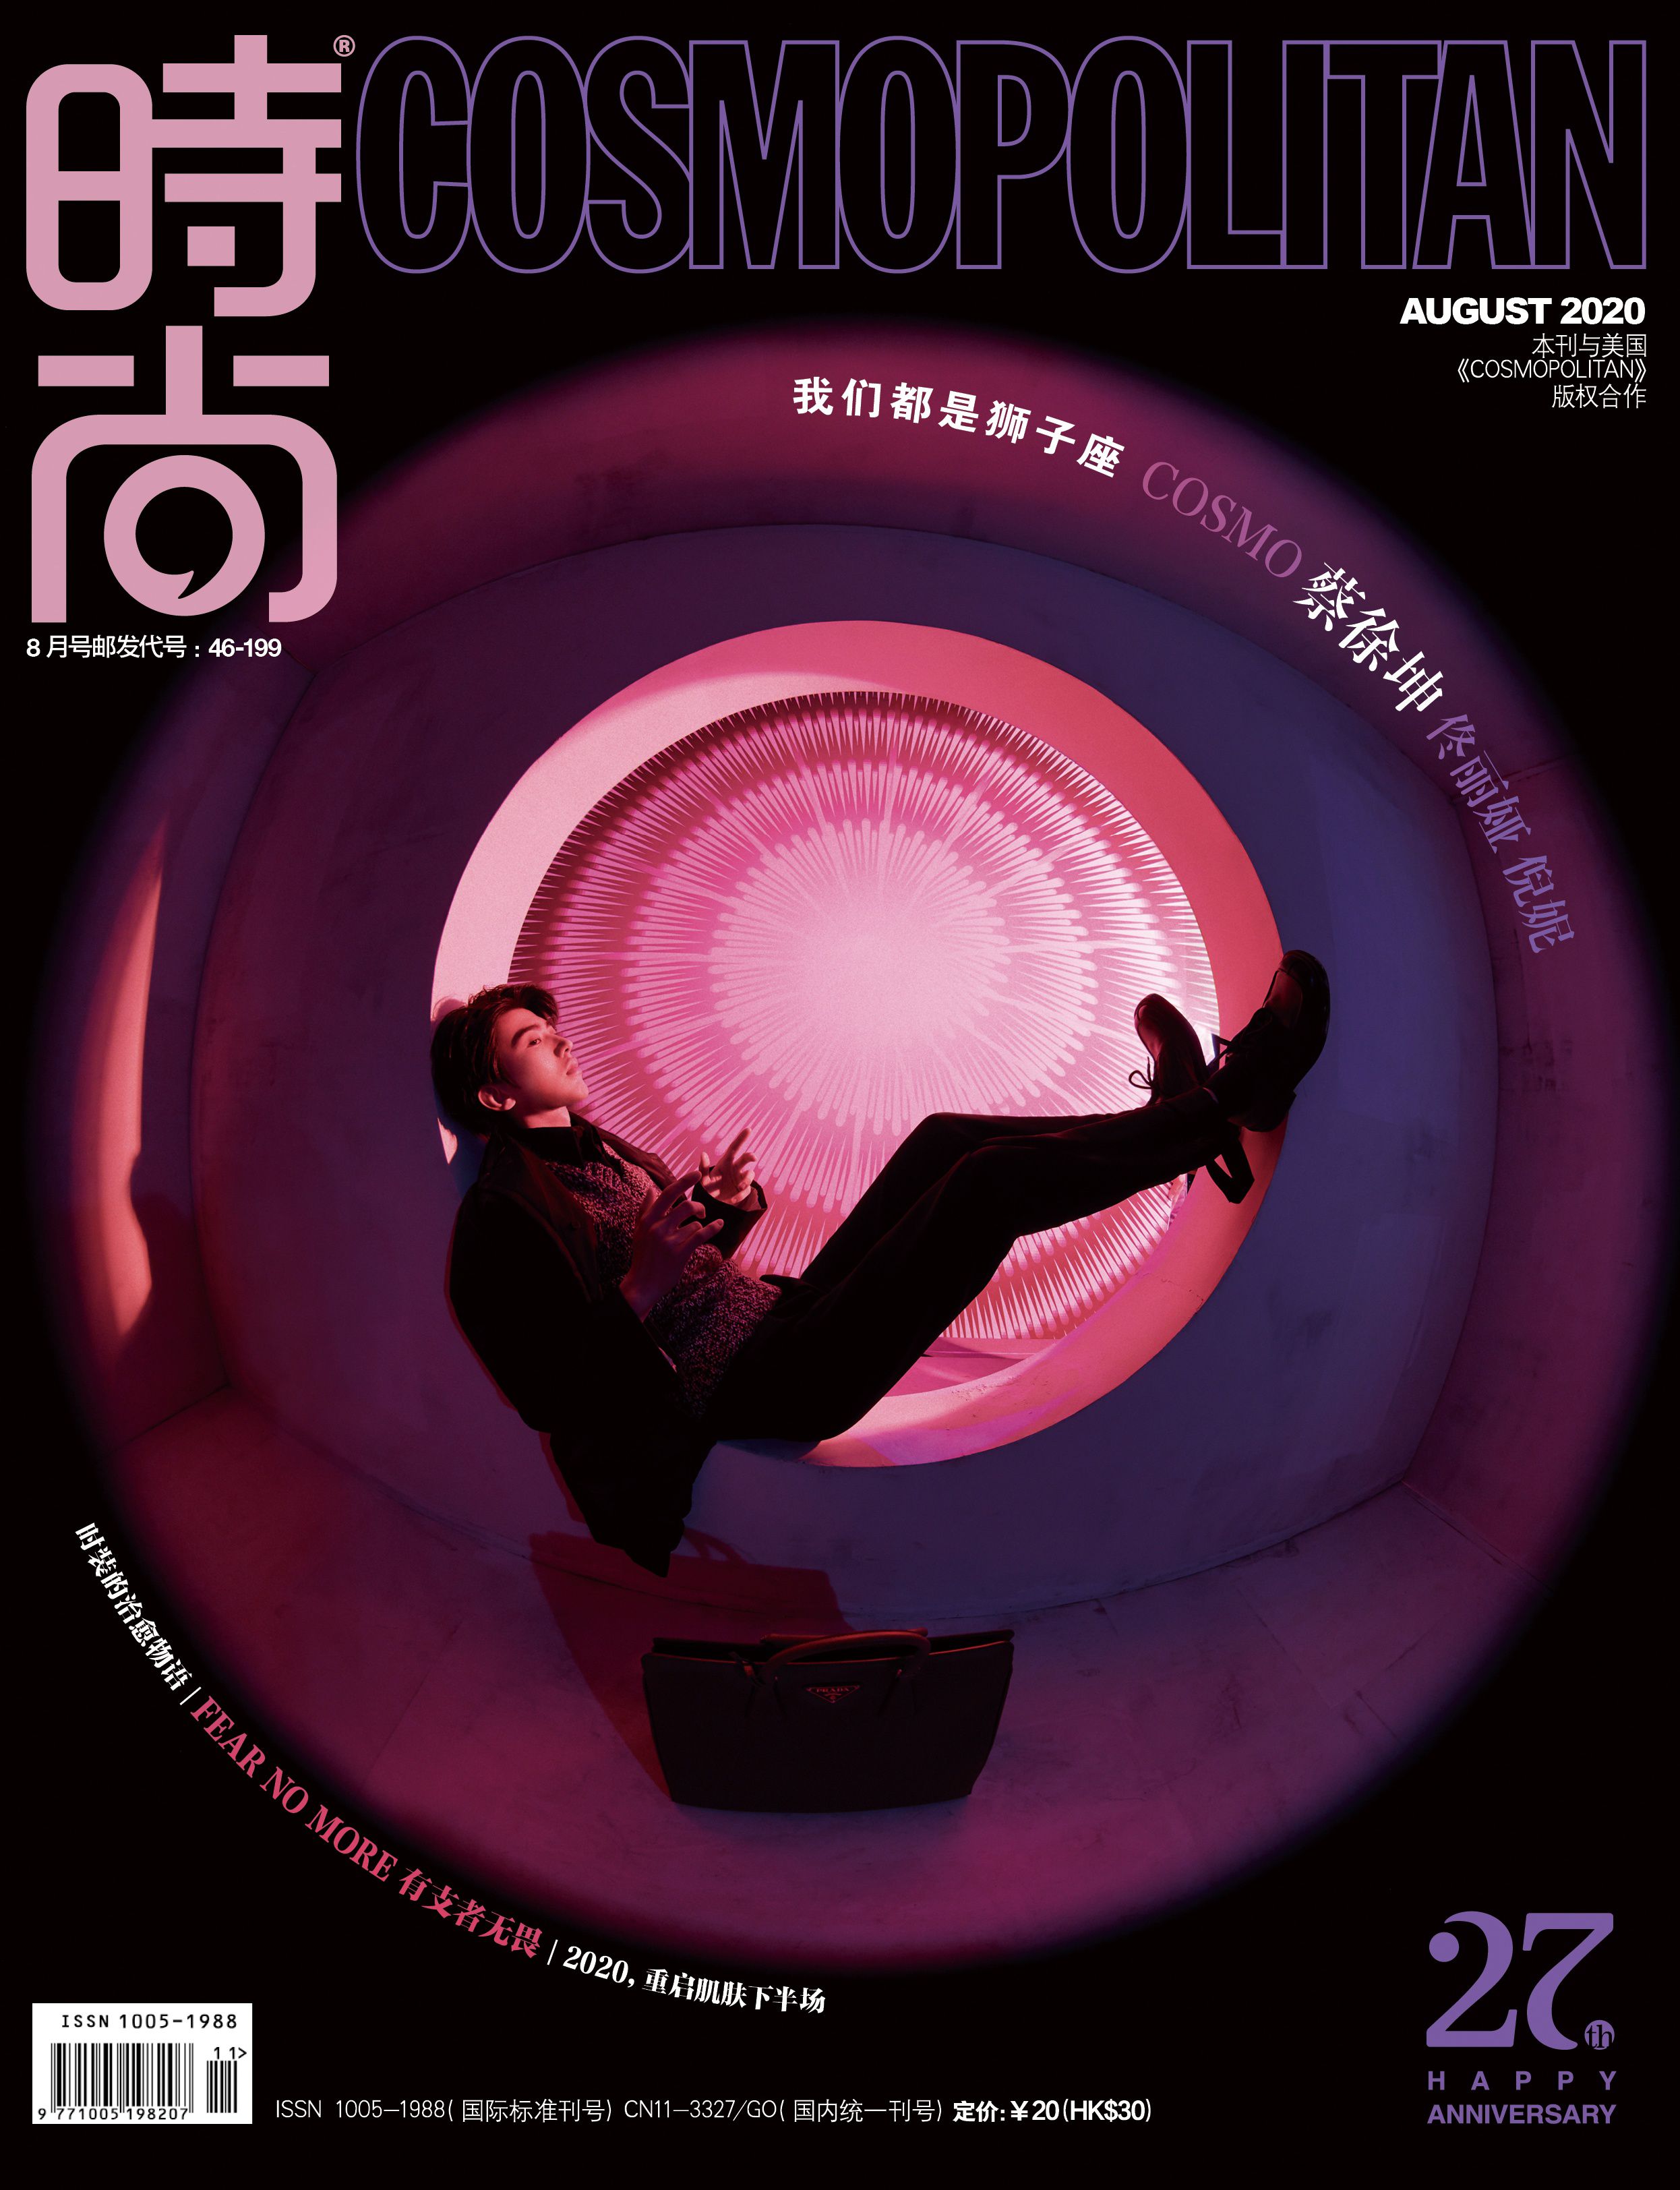 時尚®
COSMOPOLITAN
AUGUST 2020
本刊与美国
《COSMOPOLITAN》
版权合作
8月号邮发代号：46-199
我们都是狮子座 COSMO 蔡徐坤 佟丽娅 倪妮
PRADA
时装的治愈物语 | FEAR NO MORE 有支者无畏 | 2020, 重启肌肤下半场
27th
HAPPY
ANNIVERSARY
ISSN 1005-1988
11>
9 771005 198207
ISSN 1005-1988(国际标准刊号) CN11-3327/GO(国内统一刊号) 定价:¥20(HK$30)